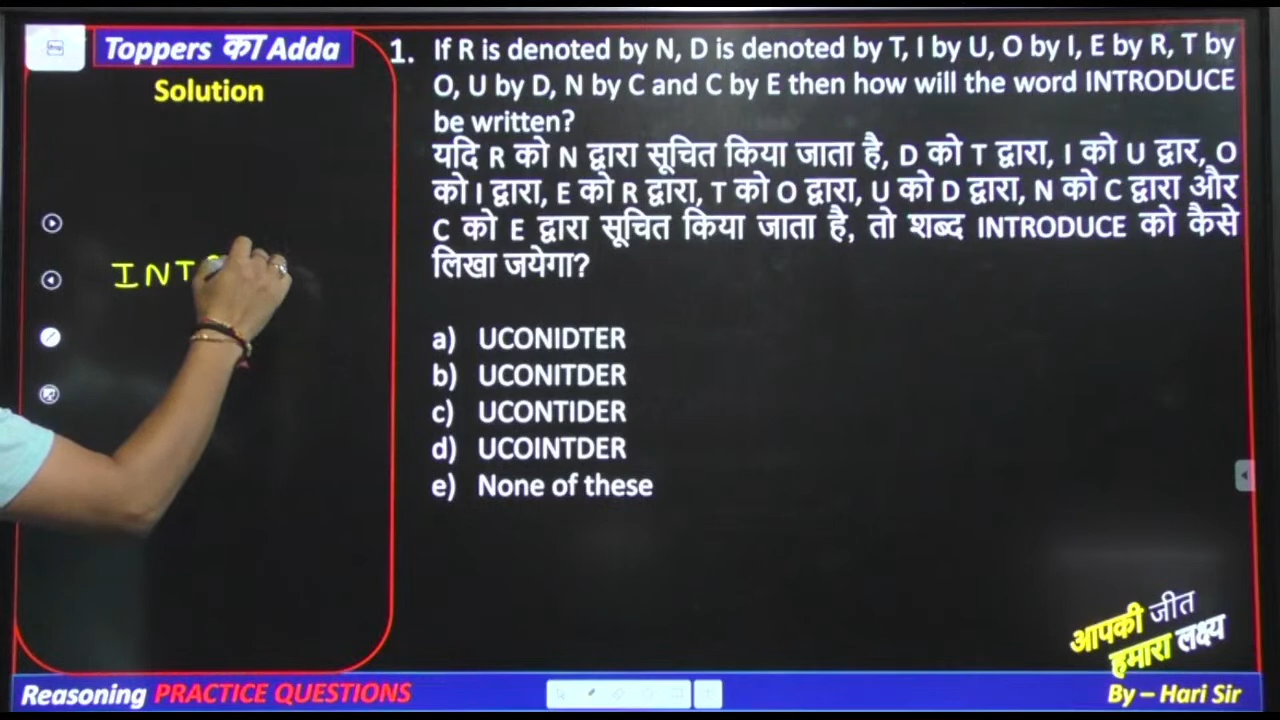 Toppers का Adda
Solution
INT
1. If R is denoted by N, D is denoted by T, I by U, O by I, E by R, T by
O, U by D, N by C and C by E then how will the word INTRODUCE
be written?
यदि R को N द्वारा सूचित किया जाता है, D को T द्वारा, I को U द्वार, O
को I द्वारा, E को R द्वारा, T को O द्वारा, U को D द्वारा, N को C द्वारा और
C को E द्वारा सूचित किया जाता है, तो शब्द INTRODUCE को कैसे
लिखा जयेगा?
a) UCONIDTER
b) UCONITDER
c) UCONTIDER
d) UCOINTDER
e) None of these
आपकी जीत
हमारा लक्ष्य
Reasoning PRACTICE QUESTIONS
By – Hari Sir